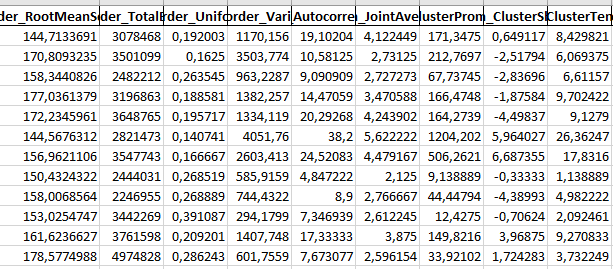 der_RootMeanS der_TotalE der_Unifo order_Vari Autocorre _JointAve lusterPron _ClusterSl ClusterTen
144,7133691 3078468 0,192003 1170,156 19,10204 4,122449 171,3475 0,649117 8,429821
170,8093235 3501099 0,1625 3503,774 10,58125 2,73125 212,7697 -2,51794 6,069375
158,3440826 2482212 0,263545 963,2287 9,090909 2,727273 67,73745 -2,83696 6,61157
177,0361379 3196863 0,188581 1382,257 14,47059 3,470588 166,4748 -1,87584 9,702422
172,2345961 3648765 0,195717 1334,119 20,29268 4,243902 164,2739 -4,49837 9,1279
144,5676312 2821473 0,140741 4051,76 38,2 5,622222 1204,202 5,964027 26,36247
156,9621106 3547743 0,166667 2603,413 24,52083 4,479167 506,2621 6,687355 17,8316
150,4324322 2444031 0,268519 585,9159 4,847222 2,125 9,138889 -0,33333 1,138889
158,0068564 2246955 0,268889 744,4322 8,9 2,766667 44,44794 -4,38993 4,982222
153,0254747 3442269 0,391087 294,1799 7,346939 2,612245 12,4275 -0,70624 2,092461
161,6236627 3761598 0,209201 1407,748 17,33333 3,875 149,8216 3,96875 9,270833
178,5774988 4974828 0,286243 601,7559 7,673077 2,596154 33,92102 1,724283 3,732249